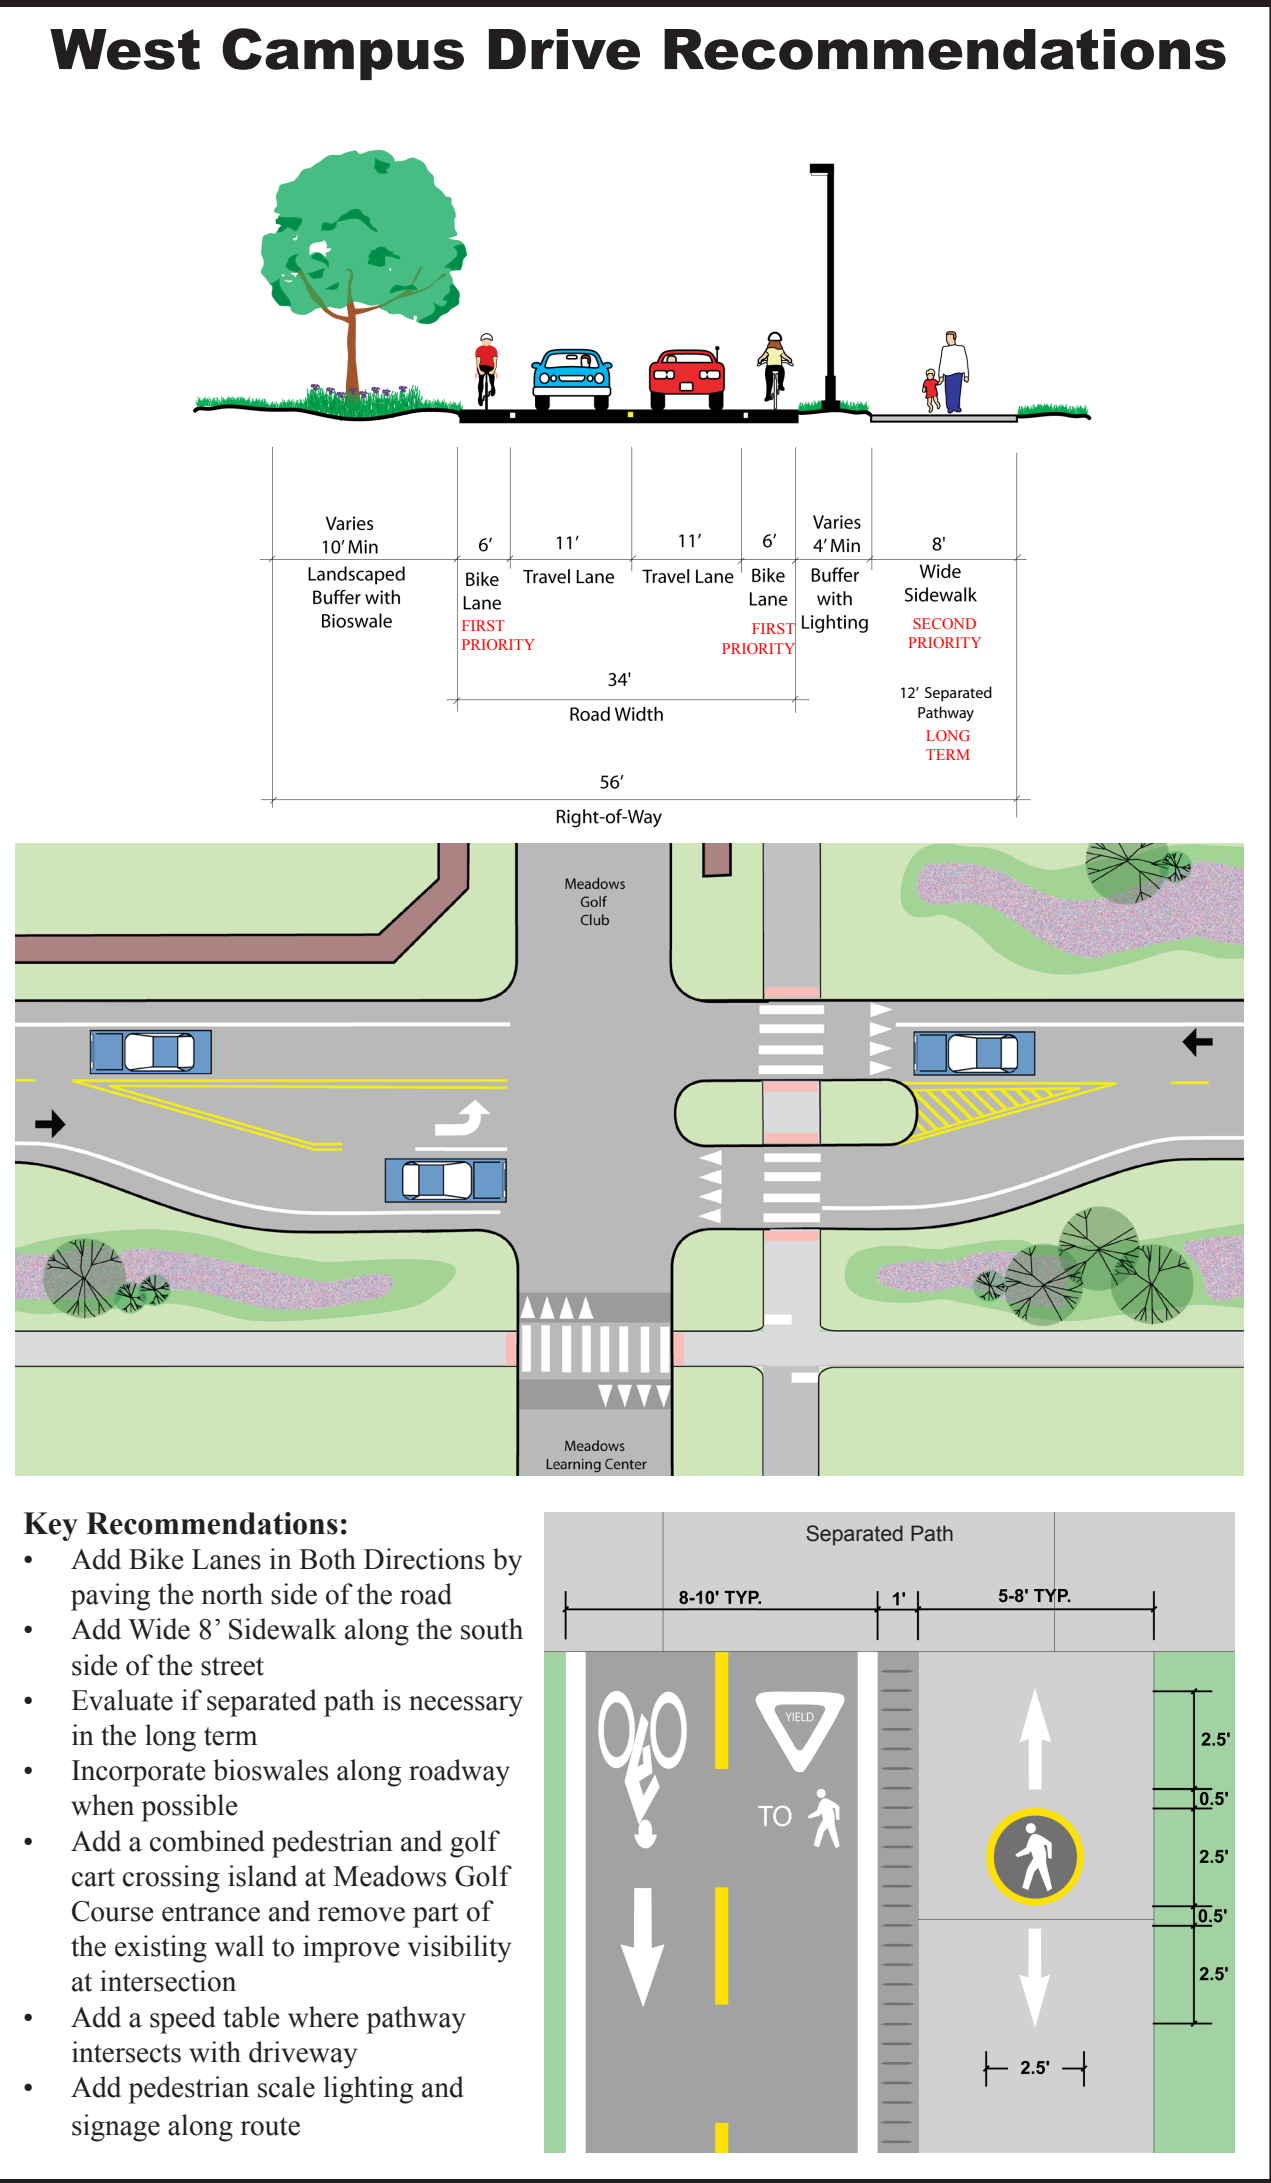 West Campus Drive Recommendations
Varies
10' Min
6'
11'
11'
6'
Varies
4' Min
8'
Landscaped
Buffer with
Bioswale
Bike
Lane
FIRST
PRIORITY
Travel Lane
Travel Lane
Bike
Lane
FIRST
PRIORITY
Buffer
with
Lighting
Wide
Sidewalk
SECOND
PRIORITY
34'
Road Width
12' Separated
Pathway
LONG
TERM
56'
Right-of-Way
Meadows
Golf
Club
Meadows
Learning Center
Key Recommendations:
• Add Bike Lanes in Both Directions by
paving the north side of the road
• Add Wide 8' Sidewalk along the south
side of the street
• Evaluate if separated path is necessary
in the long term
• Incorporate bioswales along roadway
when possible
• Add a combined pedestrian and golf
cart crossing island at Meadows Golf
Course entrance and remove part of
the existing wall to improve visibility
at intersection
• Add a speed table where pathway
intersects with driveway
• Add pedestrian scale lighting and
signage along route
Separated Path
8-10' TYP.
1'
5-8' TYP.
YIELD
TO
2.5'
0.5'
2.5'
0.5'
2.5'
2.5'